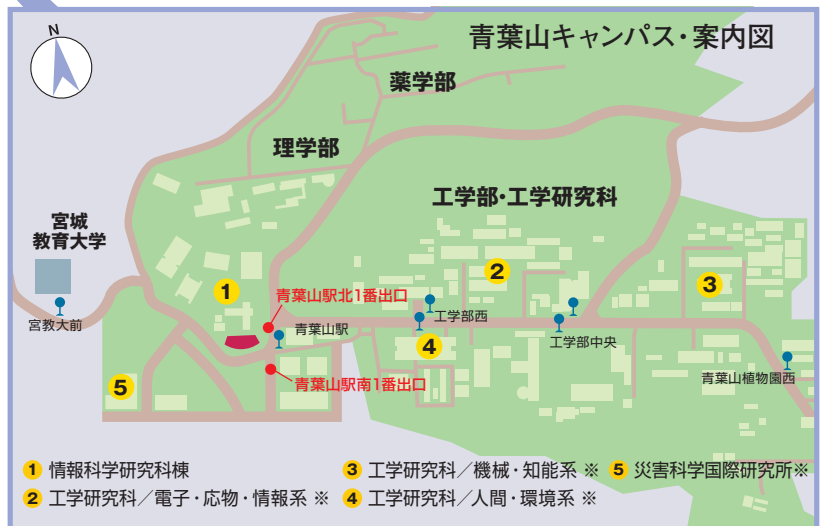 N
青葉山キャンパス・案内図
薬学部
理学部
工学部・工学研究科
宮城
教育大学
宮教大前
1
2
3
青葉山駅北1番出口
青葉山駅
工学部西
工学部中央
4
青葉山植物園西
5
青葉山駅南1番出口
1 情報科学研究科棟
3 工学研究科／機械・知能系 ※
5 災害科学国際研究所※
2 工学研究科／電子・応物・情報系 ※
4 工学研究科／人間・環境系 ※